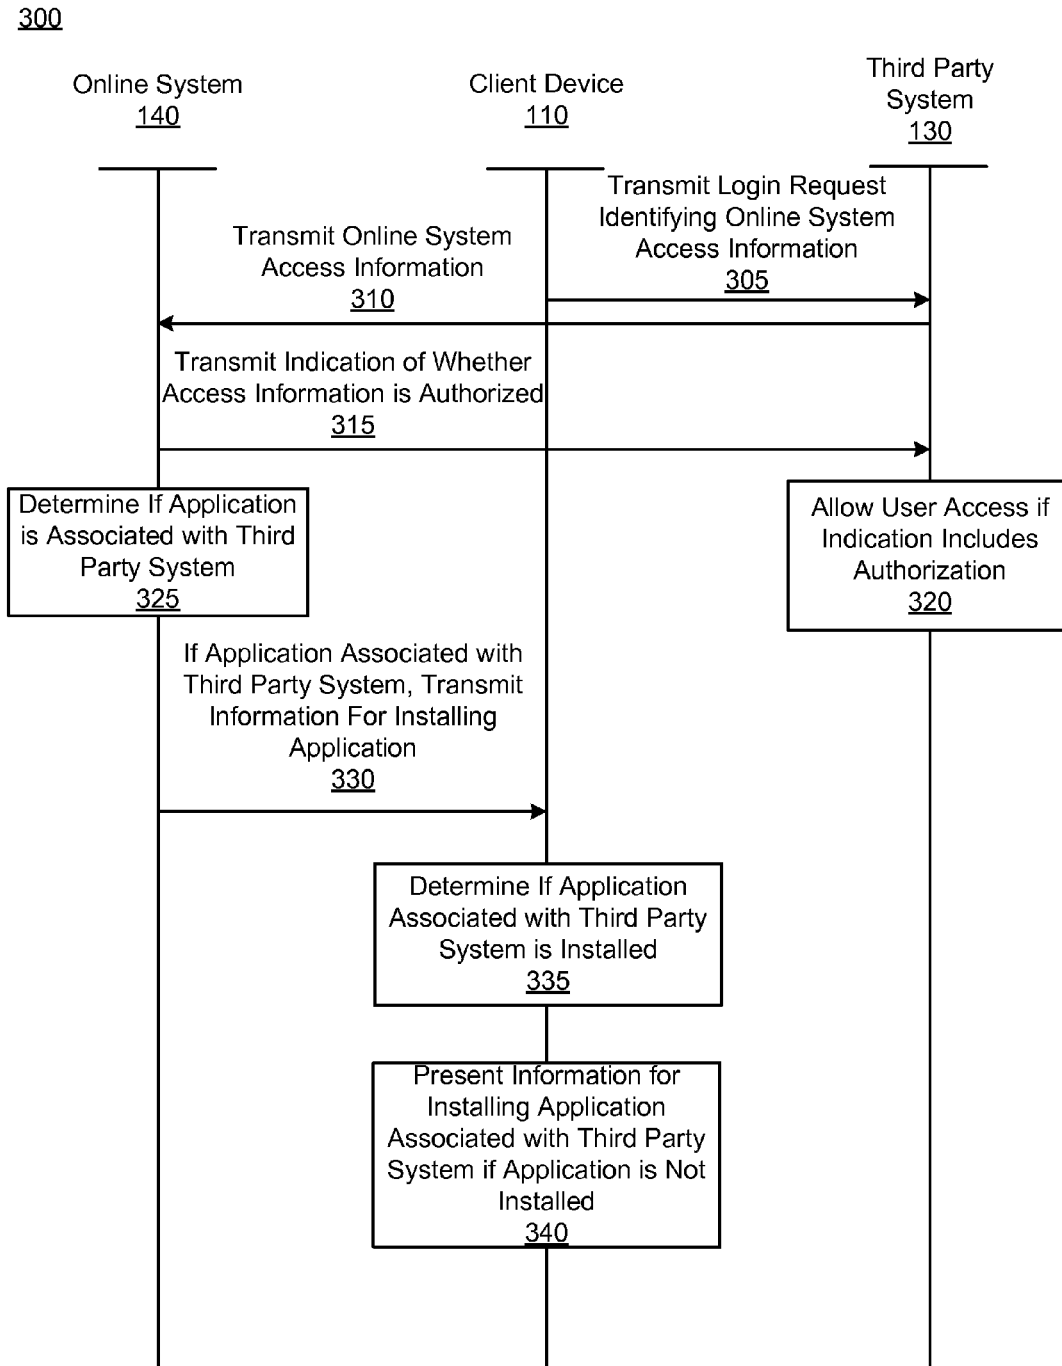 300
Online System
140
Client Device
110
Third Party
System
130
Transmit Login Request
Identifying Online System
Access Information
305
Transmit Online System
Access Information
310
Transmit Indication of Whether
Access Information is Authorized
315
Determine If Application
is Associated with Third
Party System
325
Allow User Access if
Indication Includes
Authorization
320
If Application Associated with
Third Party System, Transmit
Information For Installing
Application
330
Determine If Application
Associated with Third Party
System is Installed
335
Present Information for
Installing Application
Associated with Third Party
System if Application is Not
Installed
340